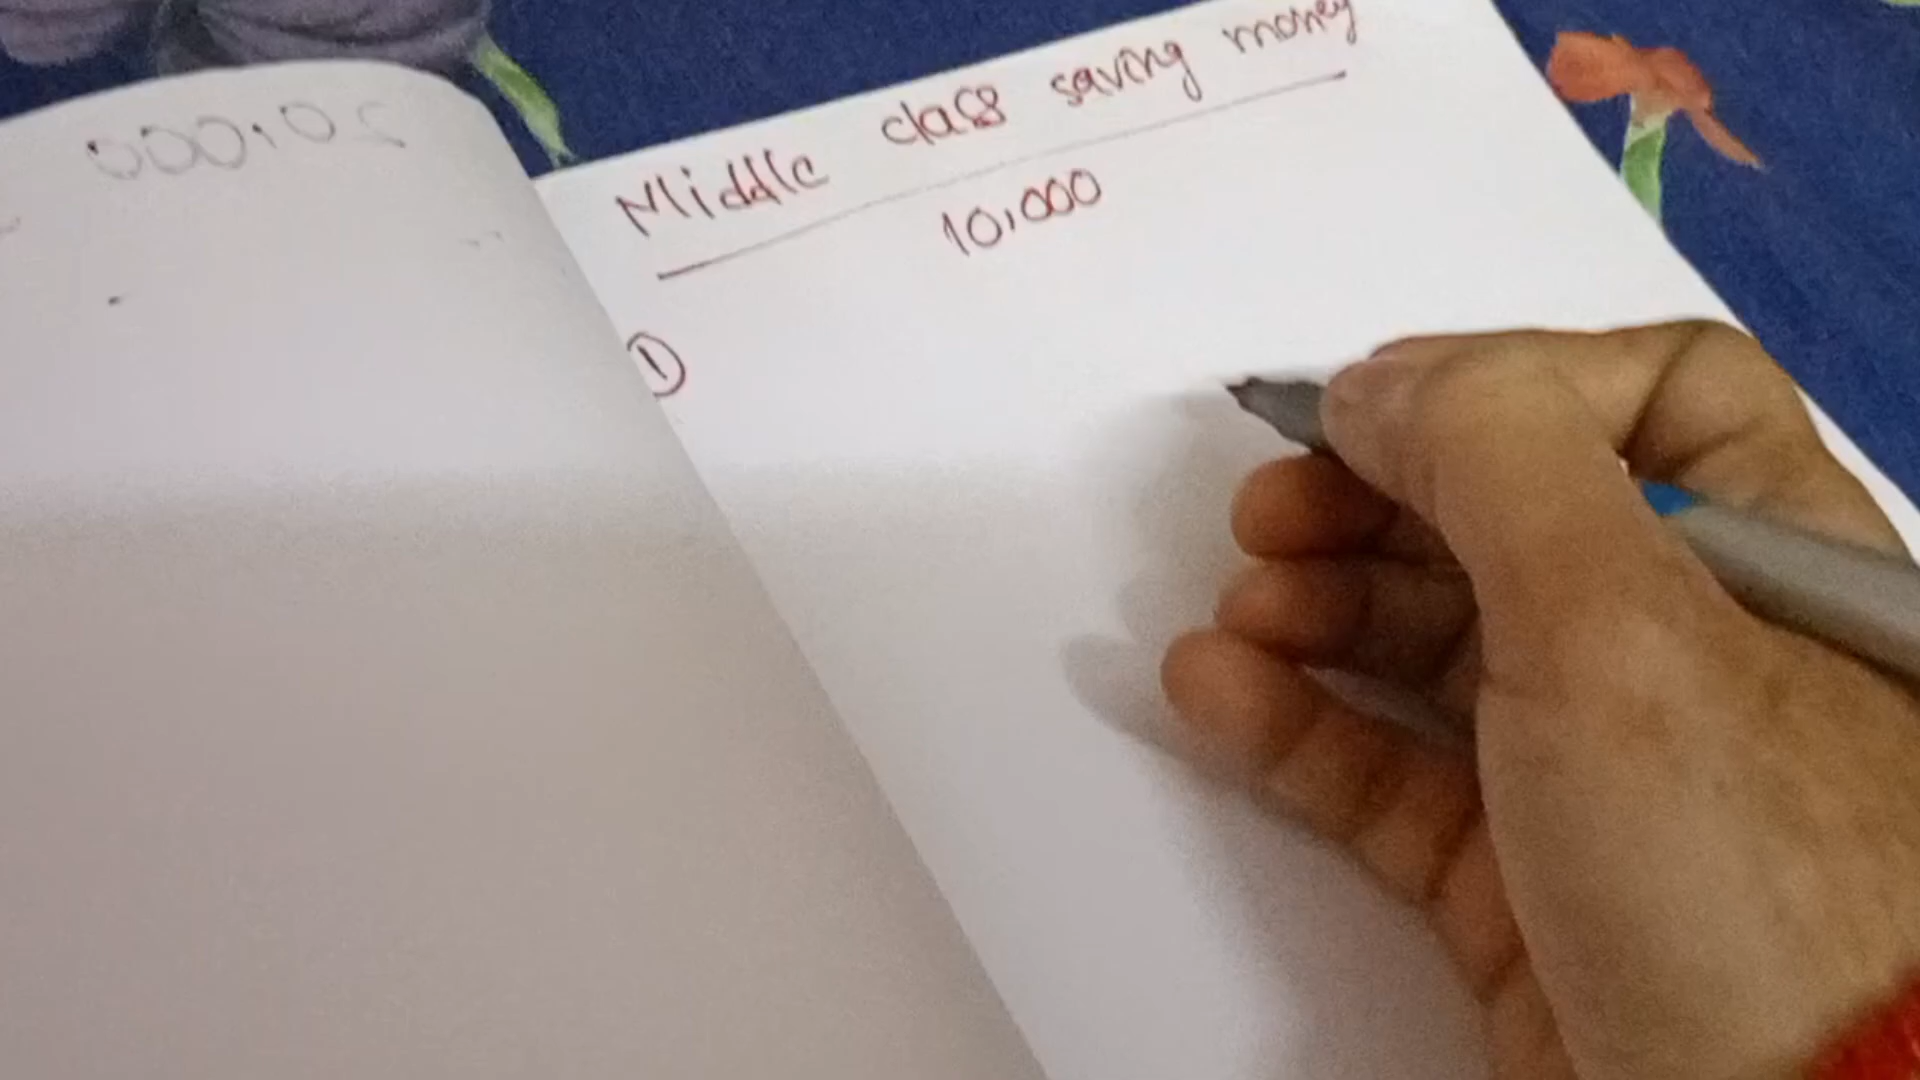 Middle class saving money
10,000
①